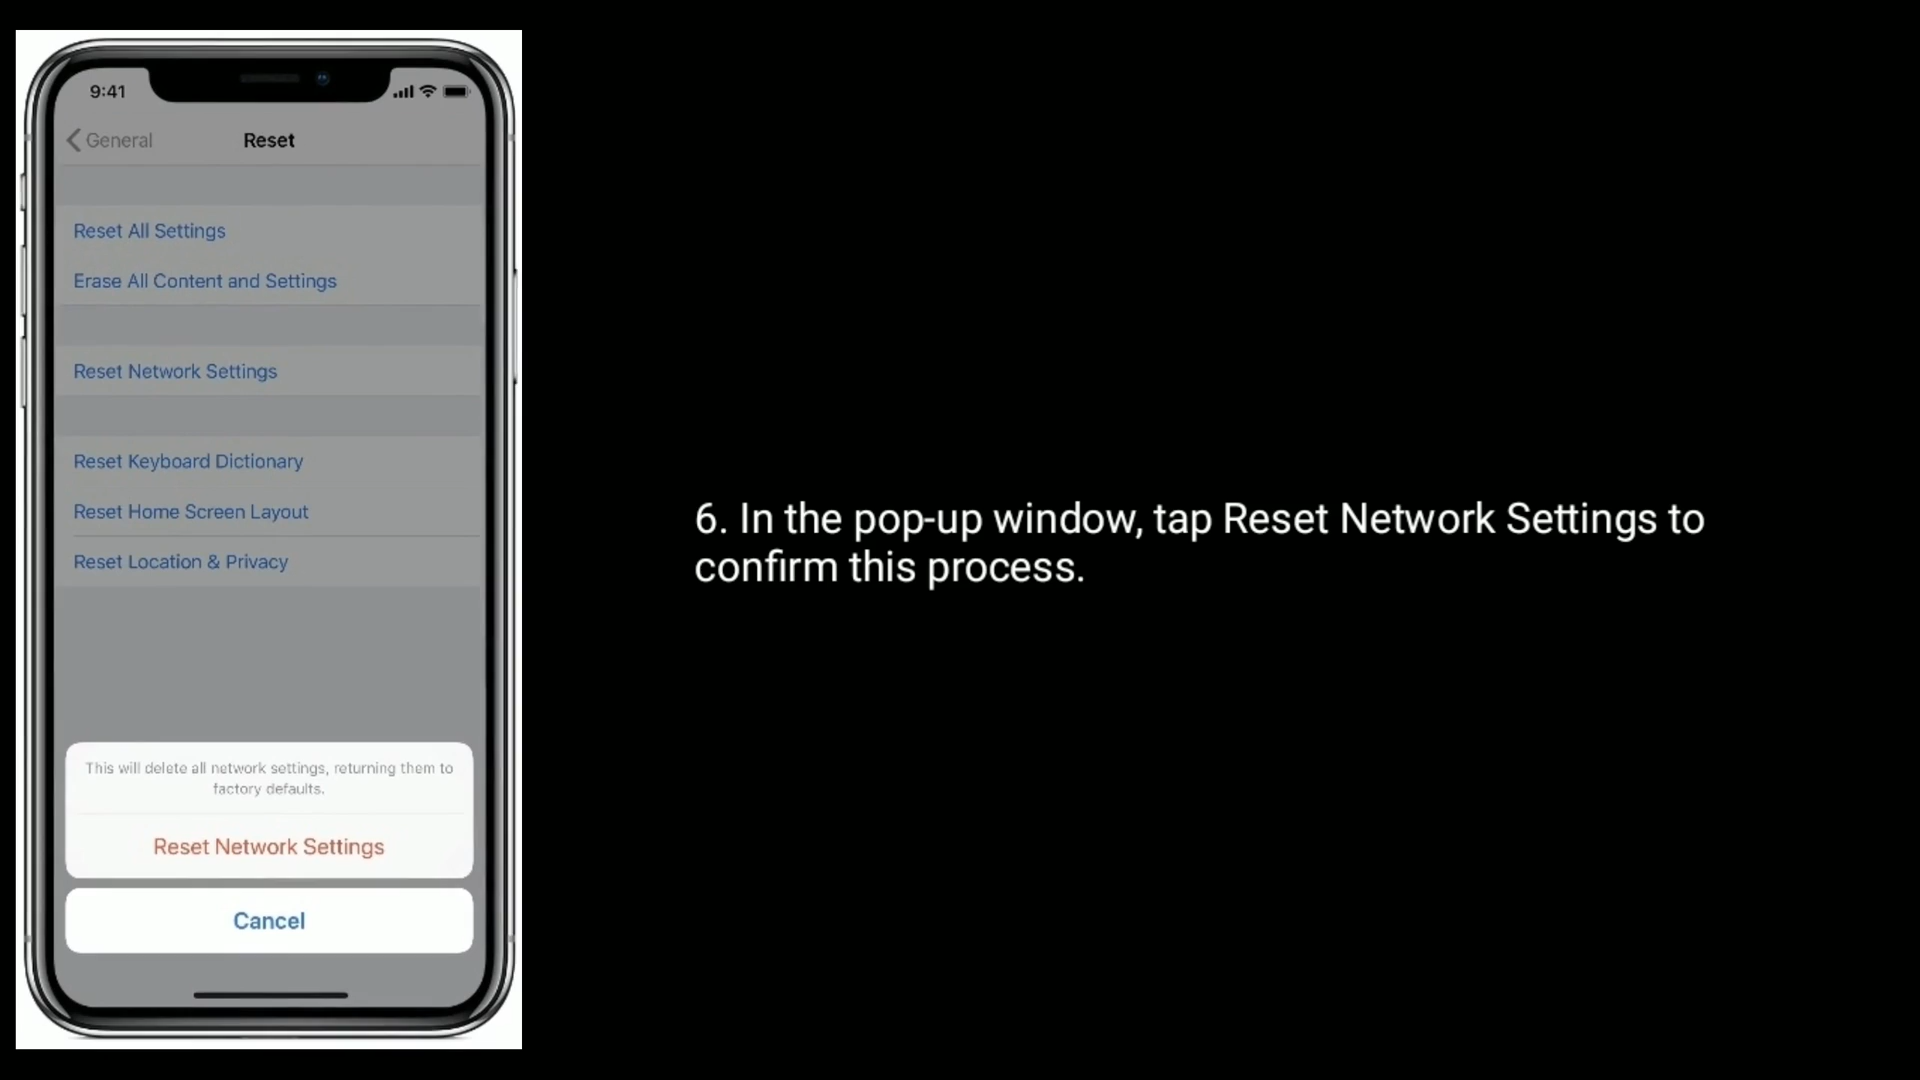 9:41
General
Reset
Reset All Settings
Erase All Content and Settings
Reset Network Settings
Reset Keyboard Dictionary
Reset Home Screen Layout
Reset Location & Privacy
This will delete all network settings, returning them to
factory defaults.
Reset Network Settings
Cancel
6. In the pop-up window, tap Reset Network Settings to
confirm this process.